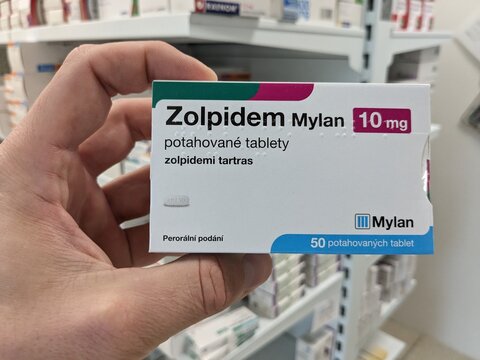 Zolpidem Mylan 10 mg
potahované tablety
zolpidemi tartras
Mylan
Perorální podání
50 potahovaných tablet